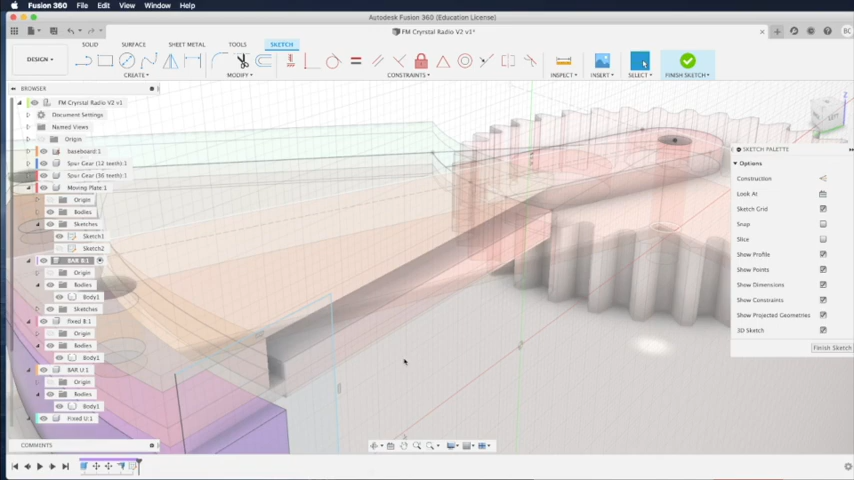 Fusion 360 File Edit View Window Help
Autodesk Fusion 360 (Education License)
FM Cryrstal Radio V2 v1*
BC
SOLID SURFACE SHEET METAL TOOLS SKETCH
DESIGN
CREATE MODIFY CONSTRAINTS INSPECT INSERT SELECT FINISH SKETCH
BROWSER
FM Cryrstal Radio V2 v1
Document Settings
Named Views
Origin
baseboard:1
Spur Gear (12 teeth):1
Spur Gear (36 teeth):1
Moving Plate:1
Origin
Bodies
Sketches
Sketch1
Sketch2
BAR B:1
Origin
Bodies
Body1
Sketches
fixed B:1
Origin
Bodies
Body1
BAR U:1
Origin
Bodies
Body1
Fixed U:1
COMMENTS
LEFT
Z
SKETCH PALETTE
Options
Construction
Look At
Sketch Grid
Snap
Slice
Show Profile
Show Points
Show Dimensions
Show Constraints
Show Projected Geometries
3D Sketch
Finish Sketch